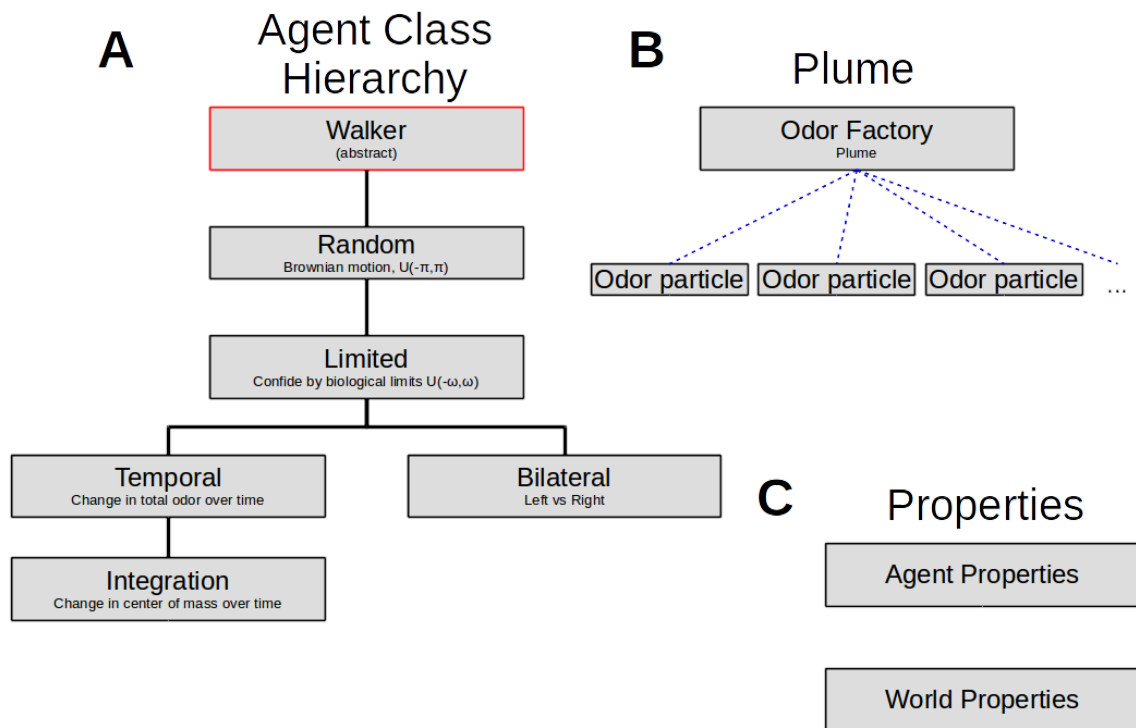 A
Agent Class
Hierarchy
Walker
(abstract)
Random
Brownian motion, U(-π,π)
Limited
Confide by biological limits U(-ω,ω)
Temporal
Change in total odor over time
Bilateral
Left vs Right
Integration
Change in center of mass over time
B
Plume
Odor Factory
Plume
Odor particle
Odor particle
Odor particle
...
C
Properties
Agent Properties
World Properties